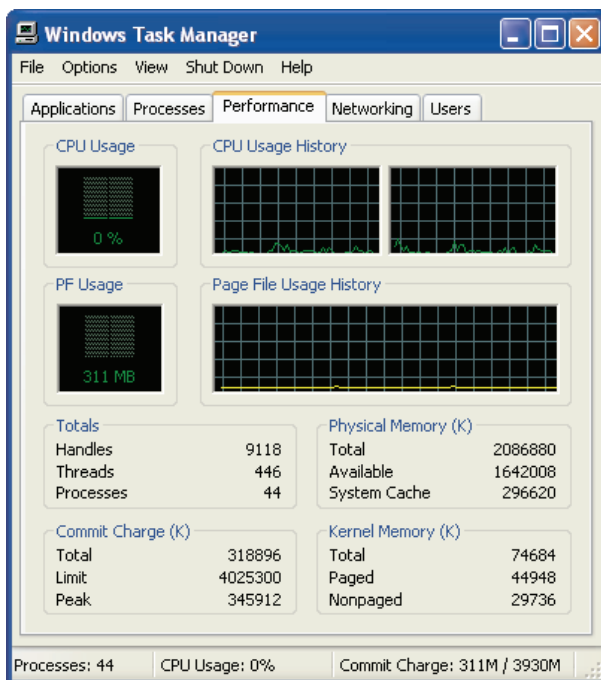 Windows Task Manager
File Options View Shut Down Help
Applications Processes Performance Networking Users
CPU Usage
0 %
CPU Usage History
PF Usage
311 MB
Page File Usage History
Totals
Handles 9118
Threads 446
Processes 44
Physical Memory (K)
Total 2086880
Available 1642008
System Cache 296620
Commit Charge (K)
Total 318896
Limit 4025300
Peak 345912
Kernel Memory (K)
Total 74684
Paged 44948
Nonpaged 29736
Processes: 44 CPU Usage: 0% Commit Charge: 311M / 3930M